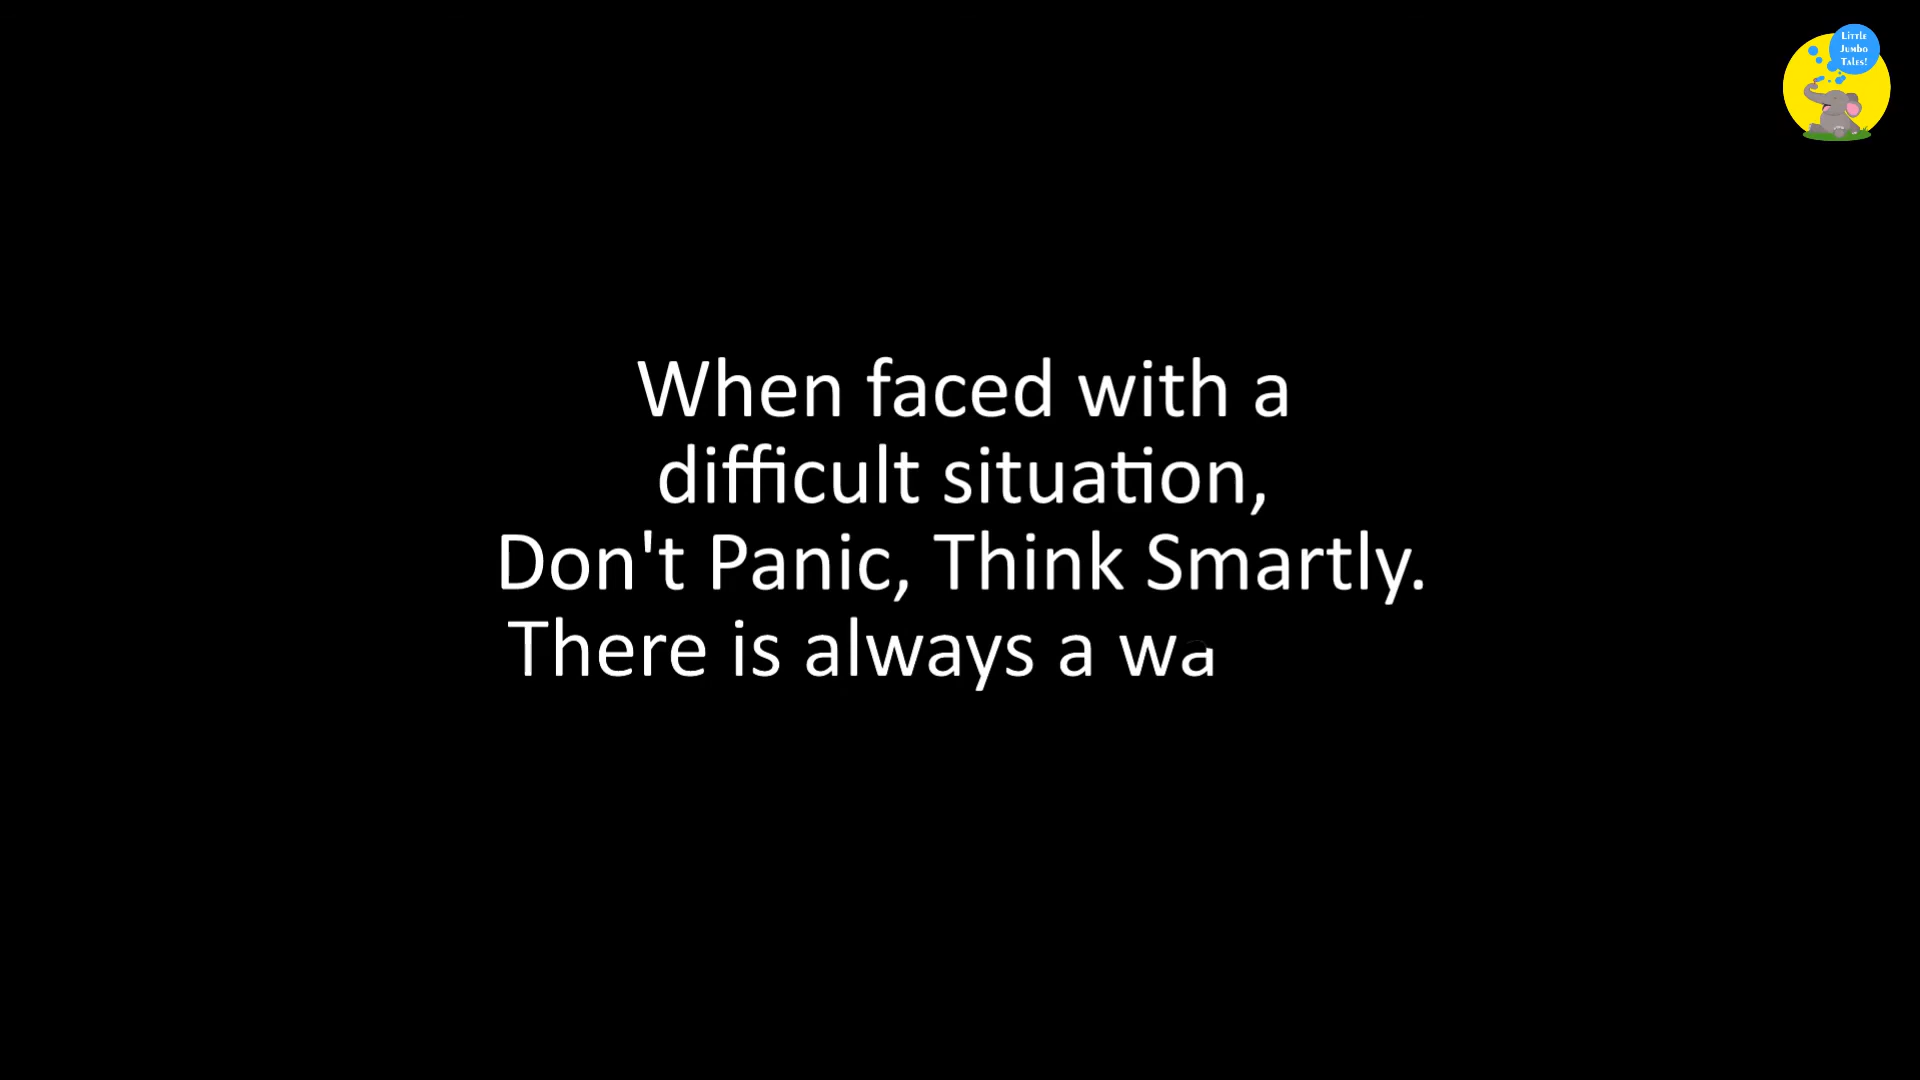 Little
Jumbo
Tales!
When faced with a
difficult situation,
Don't Panic, Think Smartly.
There is always a wa